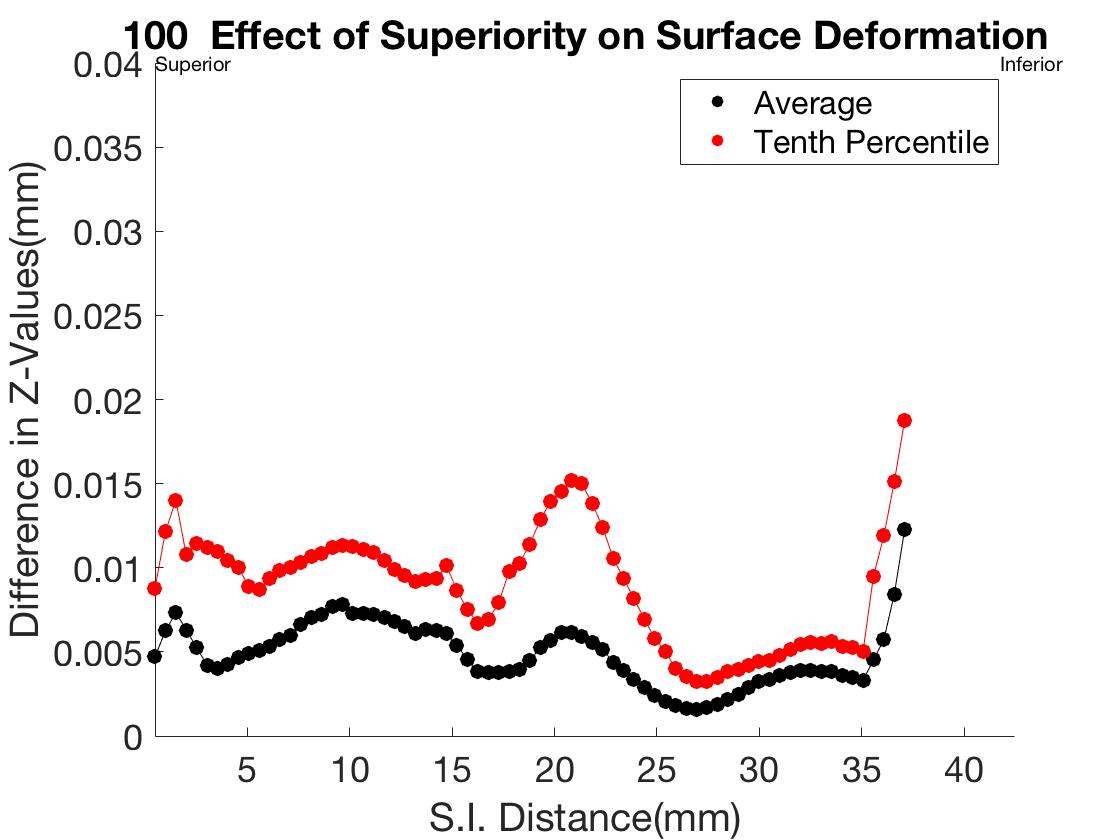 100  Effect of Superiority on Surface Deformation
Superior
Inferior
Average
Tenth Percentile
Difference in Z-Values(mm)
0.04
0.035
0.03
0.025
0.02
0.015
0.01
0.005
0
5 10 15 20 25 30 35 40
S.I. Distance(mm)